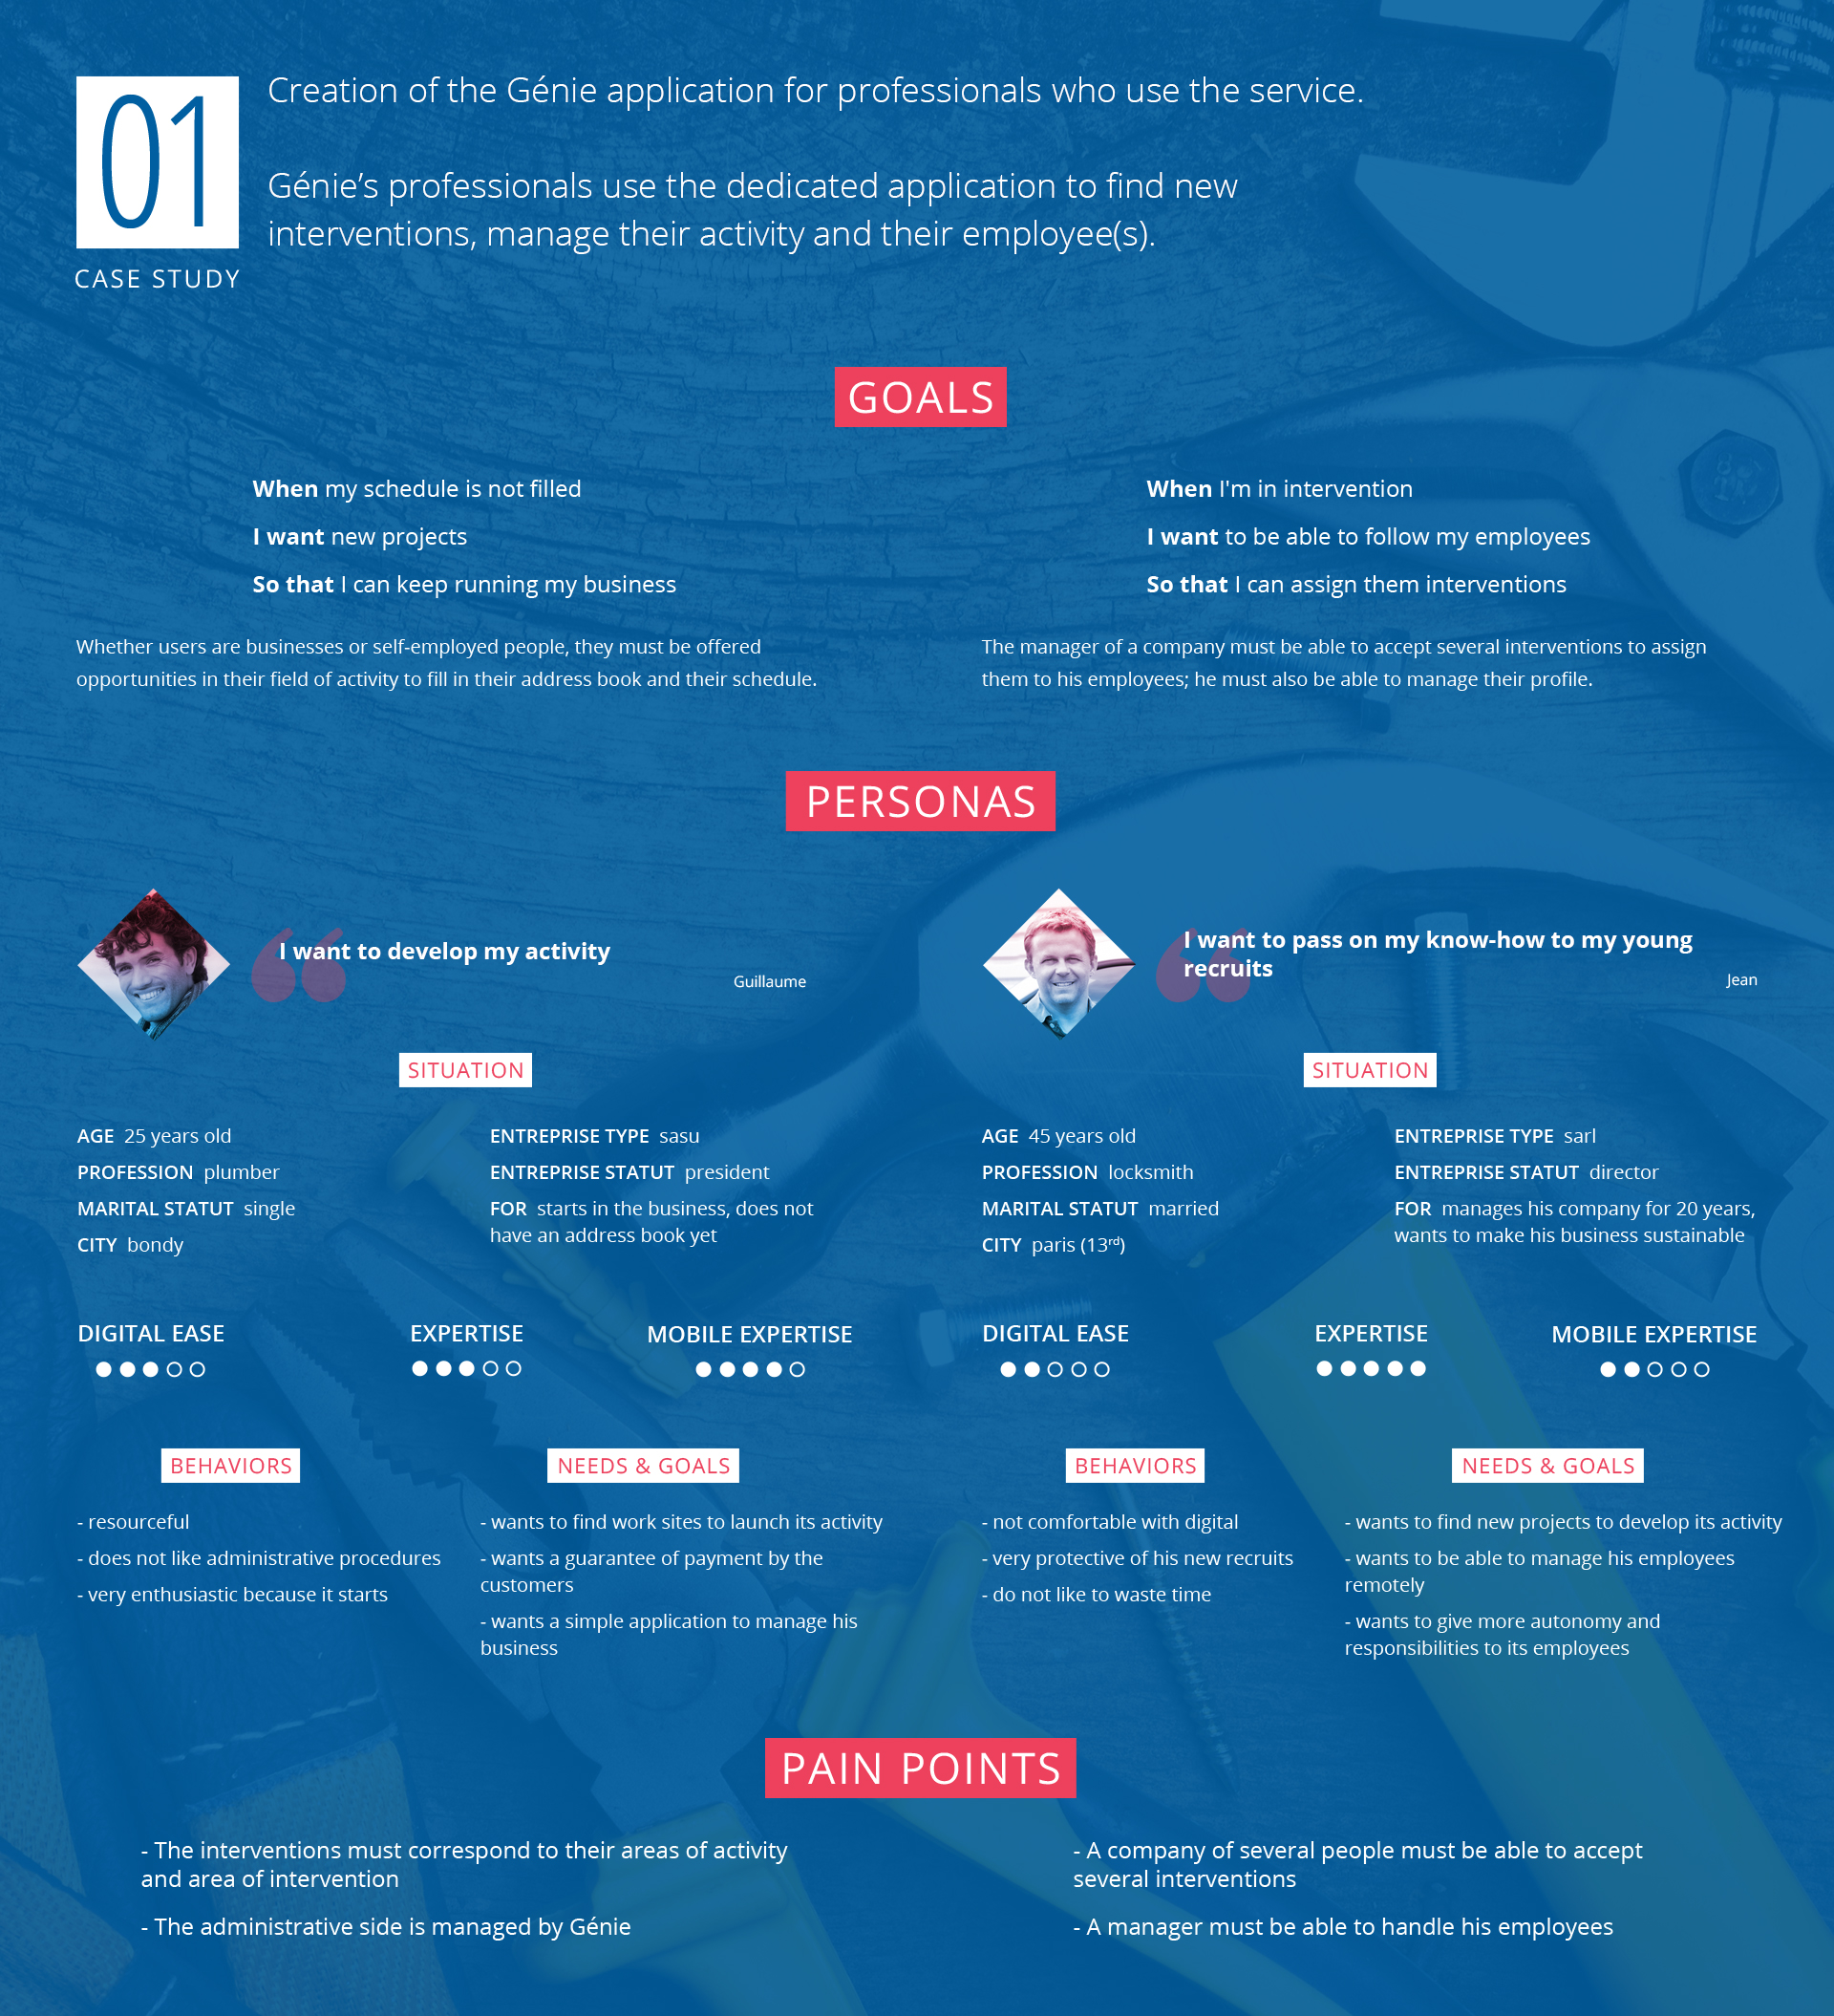 01
CASE STUDY
Creation of the Génie application for professionals who use the service.
Génie’s professionals use the dedicated application to find new
interventions, manage their activity and their employee(s).
GOALS
When my schedule is not filled
I want new projects
So that I can keep running my business
Whether users are businesses or self-employed people, they must be offered
opportunities in their field of activity to fill in their address book and their schedule.
When I'm in intervention
I want to be able to follow my employees
So that I can assign them interventions
The manager of a company must be able to accept several interventions to assign
them to his employees; he must also be able to manage their profile.
PERSONAS
I want to develop my activity
Guillaume
SITUATION
AGE 25 years old
PROFESSION plumber
MARITAL STATUT single
CITY bondy
ENTREPRISE TYPE sasu
ENTREPRISE STATUT president
FOR starts in the business, does not
have an address book yet
DIGITAL EASE
EXPERTISE
MOBILE EXPERTISE
BEHAVIORS
- resourceful
- does not like administrative procedures
- very enthusiastic because it starts
NEEDS & GOALS
- wants to find work sites to launch its activity
- wants a guarantee of payment by the
customers
- wants a simple application to manage his
business
I want to pass on my know-how to my young
recruits
Jean
SITUATION
AGE 45 years old
PROFESSION locksmith
MARITAL STATUT married
CITY paris (13rd)
ENTREPRISE TYPE sarl
ENTREPRISE STATUT director
FOR manages his company for 20 years,
wants to make his business sustainable
DIGITAL EASE
EXPERTISE
MOBILE EXPERTISE
BEHAVIORS
- not comfortable with digital
- very protective of his new recruits
- do not like to waste time
NEEDS & GOALS
- wants to find new projects to develop its activity
- wants to be able to manage his employees
remotely
- wants to give more autonomy and
responsibilities to its employees
PAIN POINTS
- The interventions must correspond to their areas of activity
and area of intervention
- The administrative side is managed by Génie
- A company of several people must be able to accept
several interventions
- A manager must be able to handle his employees